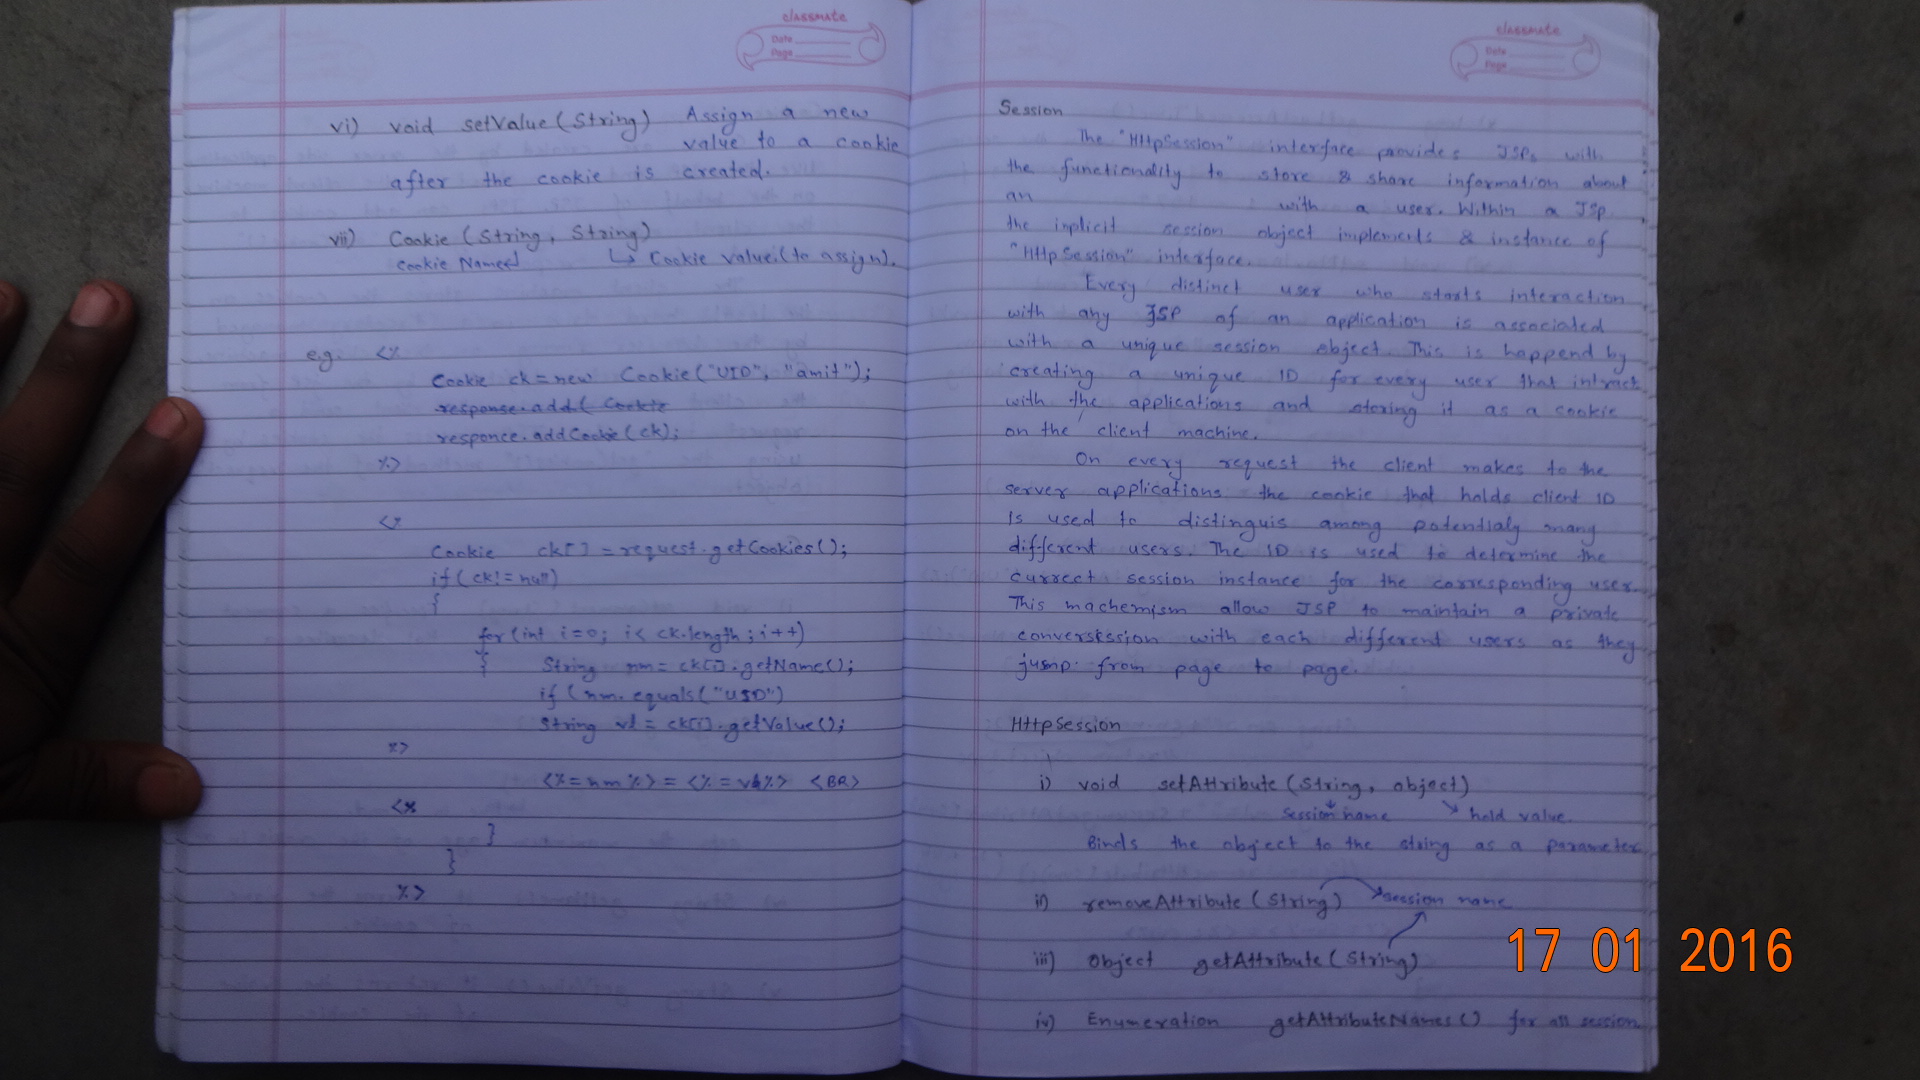 classmate
Date
Page
vi) void setValue(String) Assign a new
value to a cookie
after the cookie is created.
vii) Cookie (String, String)
cookie Name↲ ↳ Cookie value.(to assign).
e.g. <%
Cookie ck = new Cookie("UID", "amit");
response.add( Cookie
responce.addCookie(ck);
%>
<%
Cookie ck[] = request.getCookies();
if(ck!=null)
{
for(int i=0; i< ck.length; i++)
{ String nm= ck[i].getName();
if (nm.equals("UID")
String vl = ck[i].getValue();
%>
<%=nm%> = <%= vl%> <BR>
<%
}
}
%>
classmate
Date
Page
Session
The "HttpSession" interface provides JSPs with
the functionality to store & share information about
an with a user. Within a JSP
the inplicit session object implements & instance of
"HttpSession" interface.
Every distinct user who starts interaction
with any JSP of an application is associated
with a unique session object. This is happend by
creating a unique ID for every user that intract
with the applications and storing it as a cookie
on the client machine.
On every request the client makes to the
server applications the cookie that holds client ID
is used to distinguis among potentialy many
different users. The ID is used to determine the
currect session instance for the corresponding user.
This machemism allow JSP to maintain a private
conversession with each different users as they
jusmp from page to page.
HttpSession
i) void setAttribute(String, object)
session name ↘ hold value.
Binds the object to the string as a parameter
ii) removeAttribute (String) session name
iii) Object getAttribute(String)
iv) Enumeration getAttributeNames() for all session
17 01 2016